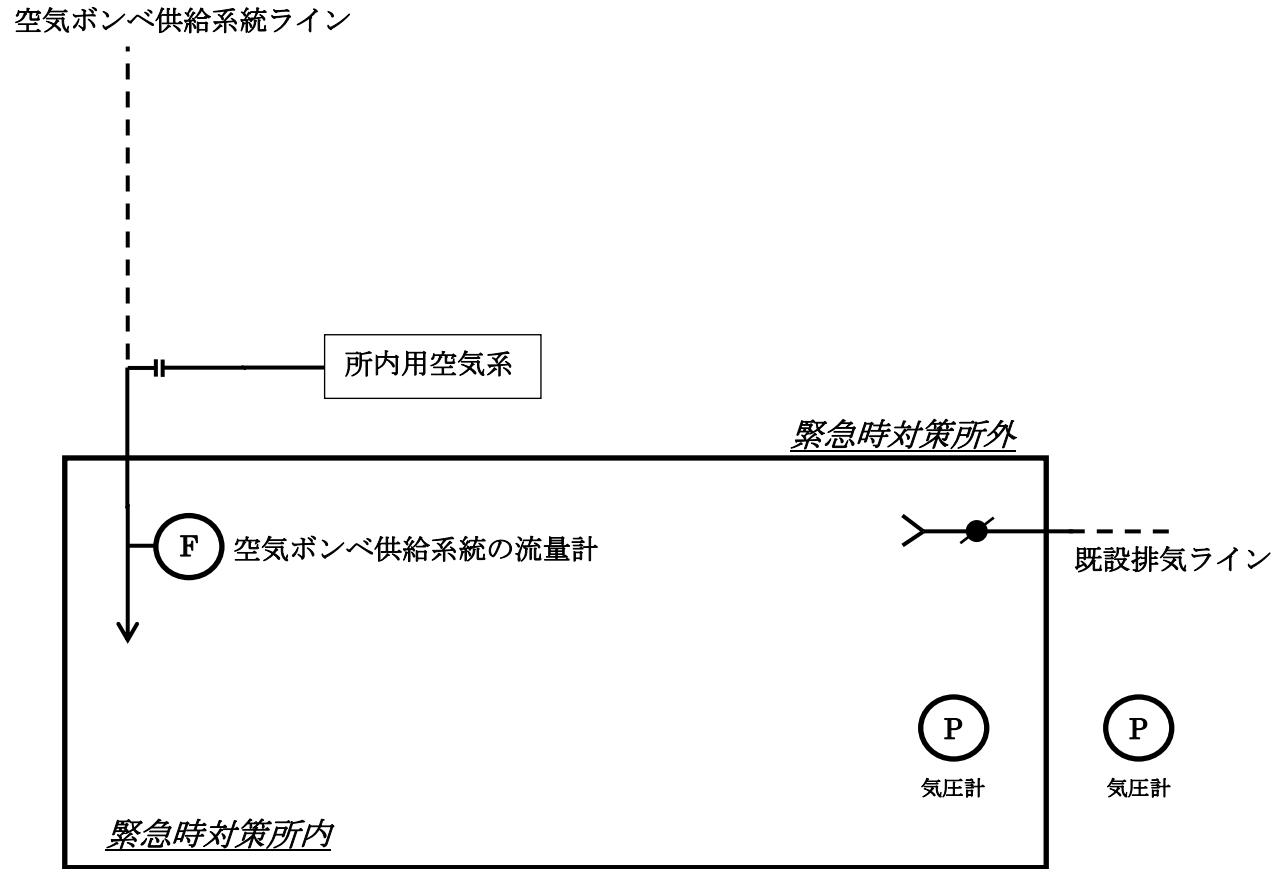 空気ボンベ供給系統ライン
所内用空気系
緊急時対策所外
F
空気ボンベ供給系統の流量計
既設排気ライン
P
P
気圧計
気圧計
緊急時対策所内